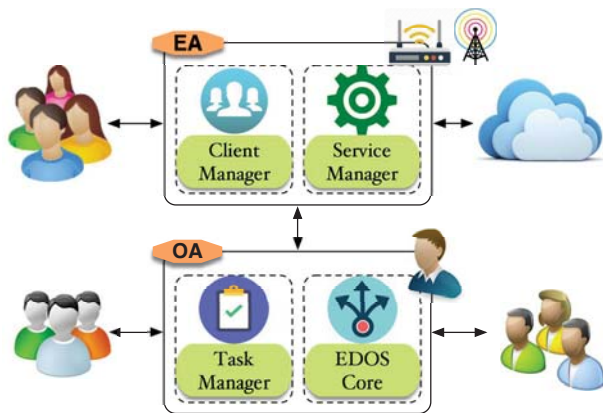 EA
Client
Manager
Service
Manager
OA
Task
Manager
EDOS
Core